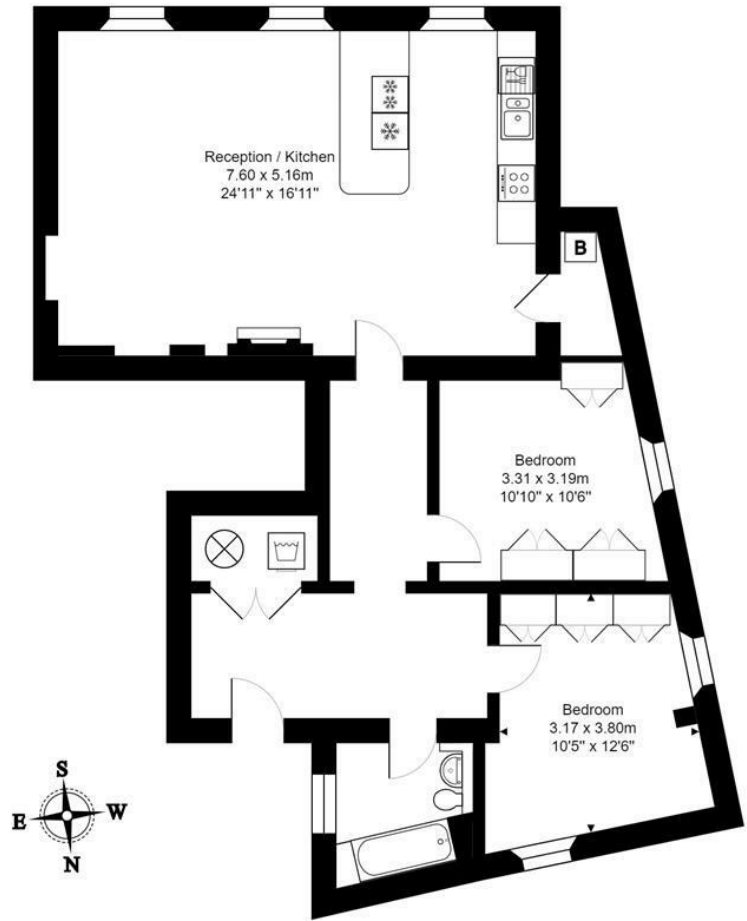 Reception / Kitchen
7.60 x 5.16m
24'11" x 16'11"
B
Bedroom
3.31 x 3.19m
10'10" x 10'6"
Bedroom
3.17 x 3.80m
10'5" x 12'6"
S
E W
N